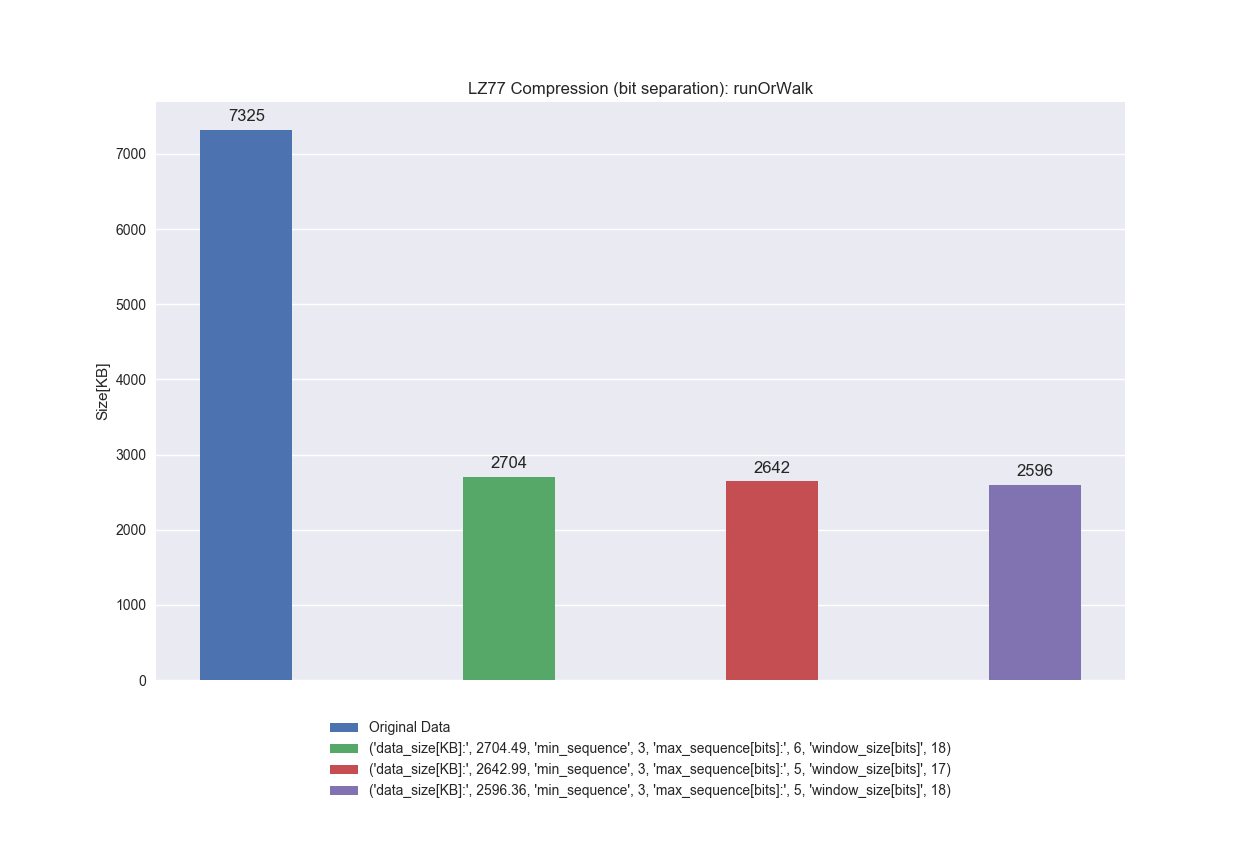 LZ77 Compression (bit separation): runOrWalk
7325
7000
6000
5000
4000
Size[KB]
3000
2704
2642
2596
2000
1000
0
Original Data
('data_size[KB]:', 2704.49, 'min_sequence', 3, 'max_sequence[bits]:', 6, 'window_size[bits]', 18)
('data_size[KB]:', 2642.99, 'min_sequence', 3, 'max_sequence[bits]:', 5, 'window_size[bits]', 17)
('data_size[KB]:', 2596.36, 'min_sequence', 3, 'max_sequence[bits]:', 5, 'window_size[bits]', 18)